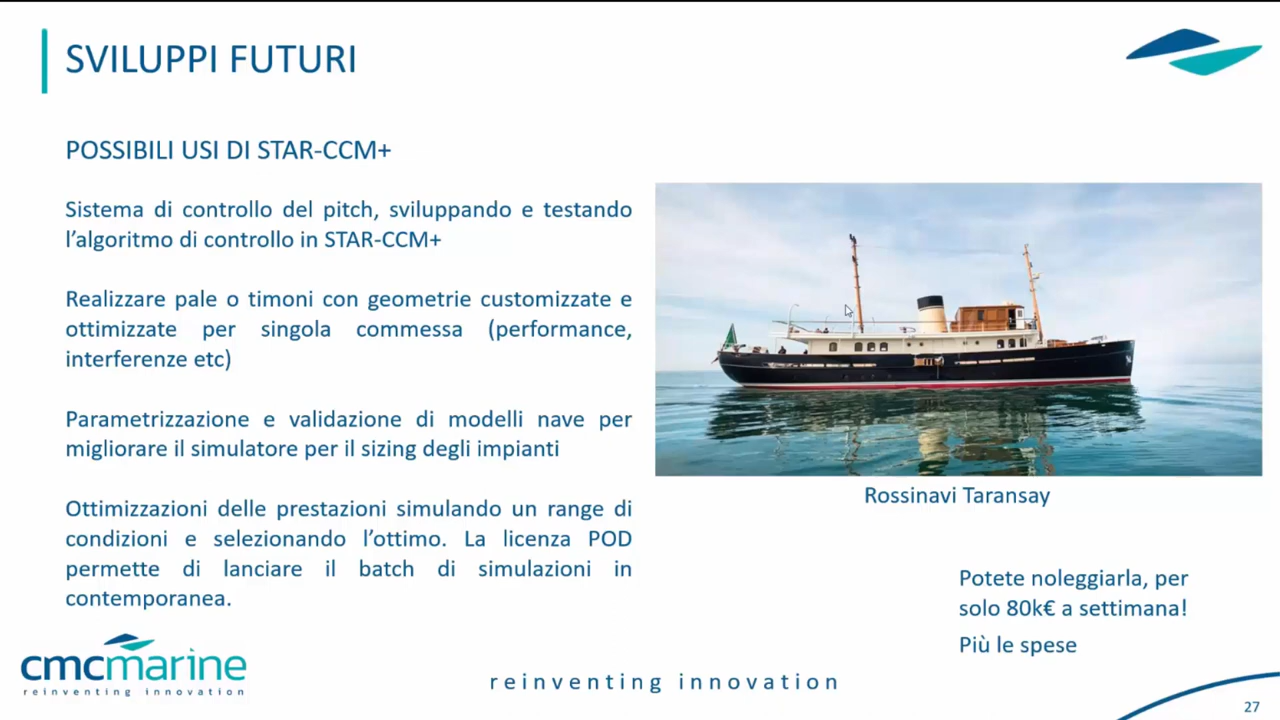 SVILUPPI FUTURI
POSSIBILI USI DI STAR-CCM+
Sistema di controllo del pitch, sviluppando e testando
l’algoritmo di controllo in STAR-CCM+
Realizzare pale o timoni con geometrie customizzate e
ottimizzate per singola commessa (performance,
interferenze etc)
Parametrizzazione e validazione di modelli nave per
migliorare il simulatore per il sizing degli impianti
Ottimizzazioni delle prestazioni simulando un range di
condizioni e selezionando l’ottimo. La licenza POD
permette di lanciare il batch di simulazioni in
contemporanea.
Rossinavi Taransay
Potete noleggiarla, per
solo 80k€ a settimana!
Più le spese
cmcmarine
reinventing innovation
reinventing innovation
27